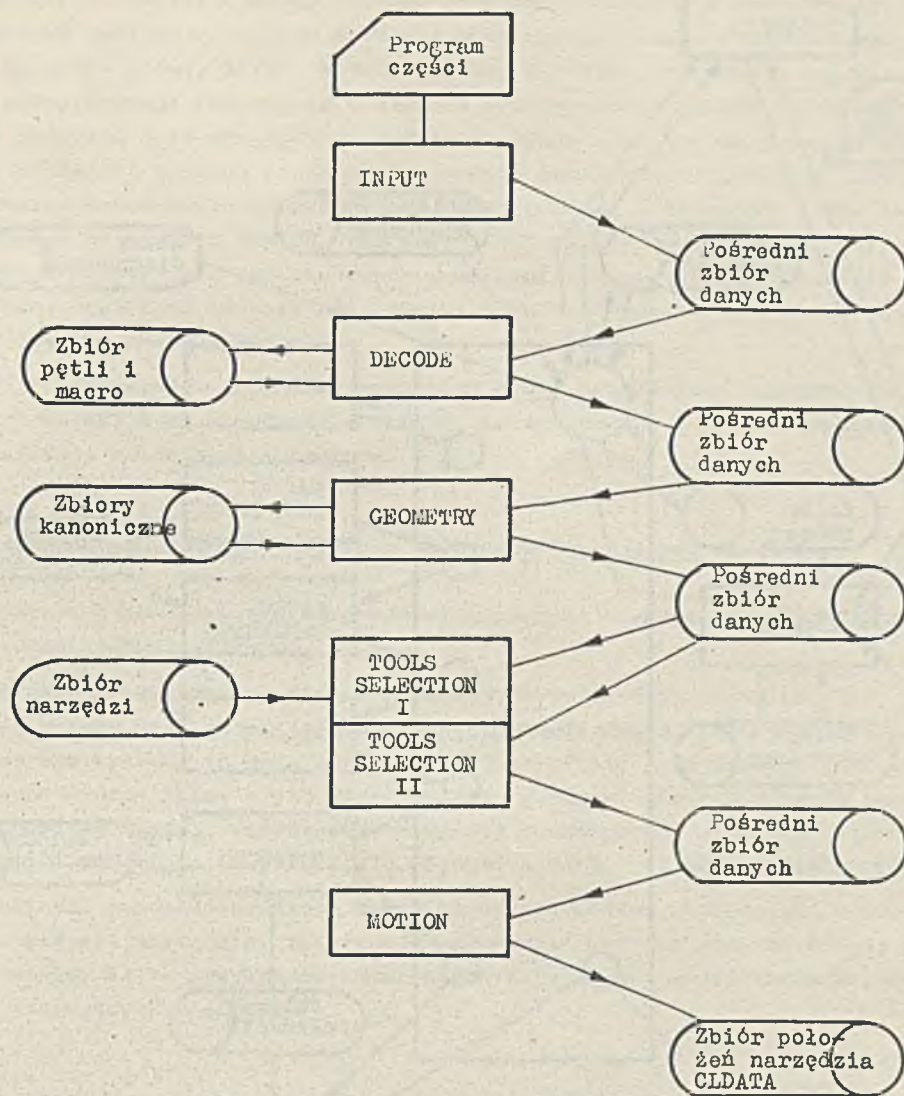 Program
części
INPUT
Pośredni
zbiór
danych
Zbiór
pętli i
macro
DECODE
Pośredni
zbiór
danych
Zbiory
kanoniczne
GEOMETRY
Pośredni
zbiór
danych
Zbiór
narzędzi
TOOLS
SELECTION
I
TOOLS
SELECTION
II
Pośredni
zbiór
danych
MOTION
Zbiór poło-
żeń narzędzia
CLDATA